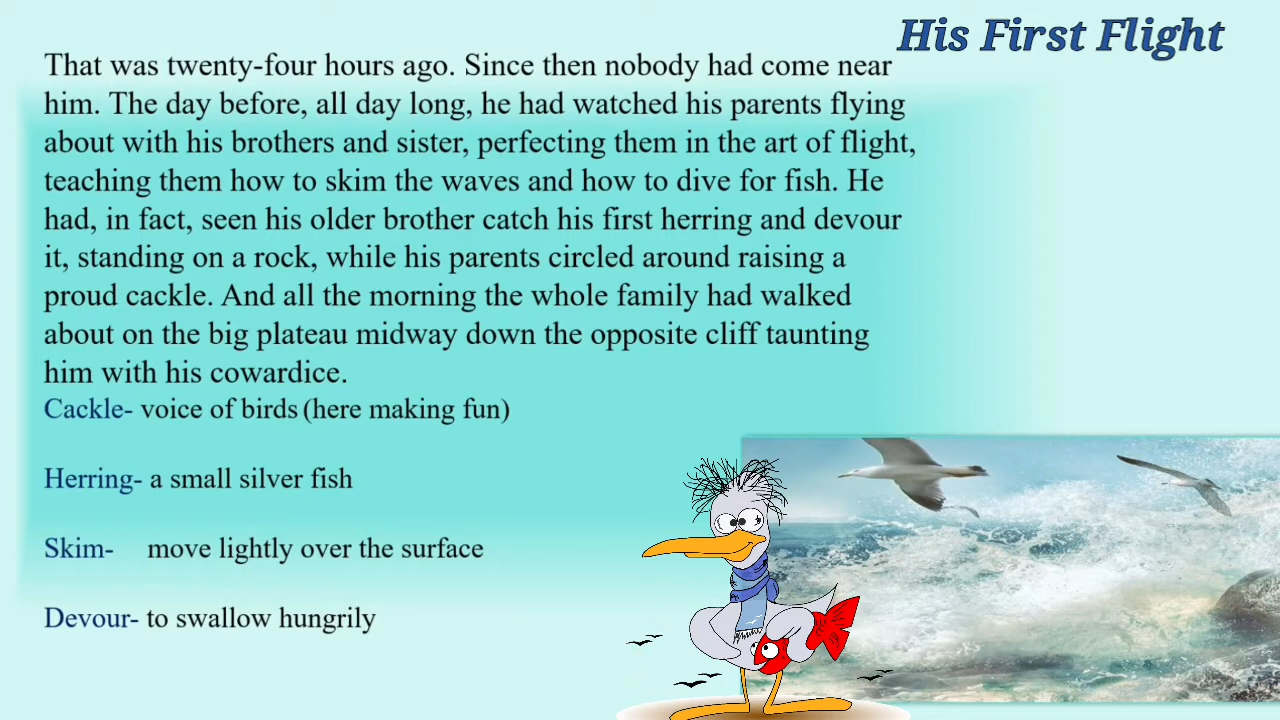 His First Flight
That was twenty-four hours ago. Since then nobody had come near
him. The day before, all day long, he had watched his parents flying
about with his brothers and sister, perfecting them in the art of flight,
teaching them how to skim the waves and how to dive for fish. He
had, in fact, seen his older brother catch his first herring and devour
it, standing on a rock, while his parents circled around raising a
proud cackle. And all the morning the whole family had walked
about on the big plateau midway down the opposite cliff taunting
him with his cowardice.
Cackle- voice of birds (here making fun)
Herring- a small silver fish
Skim- move lightly over the surface
Devour- to swallow hungrily